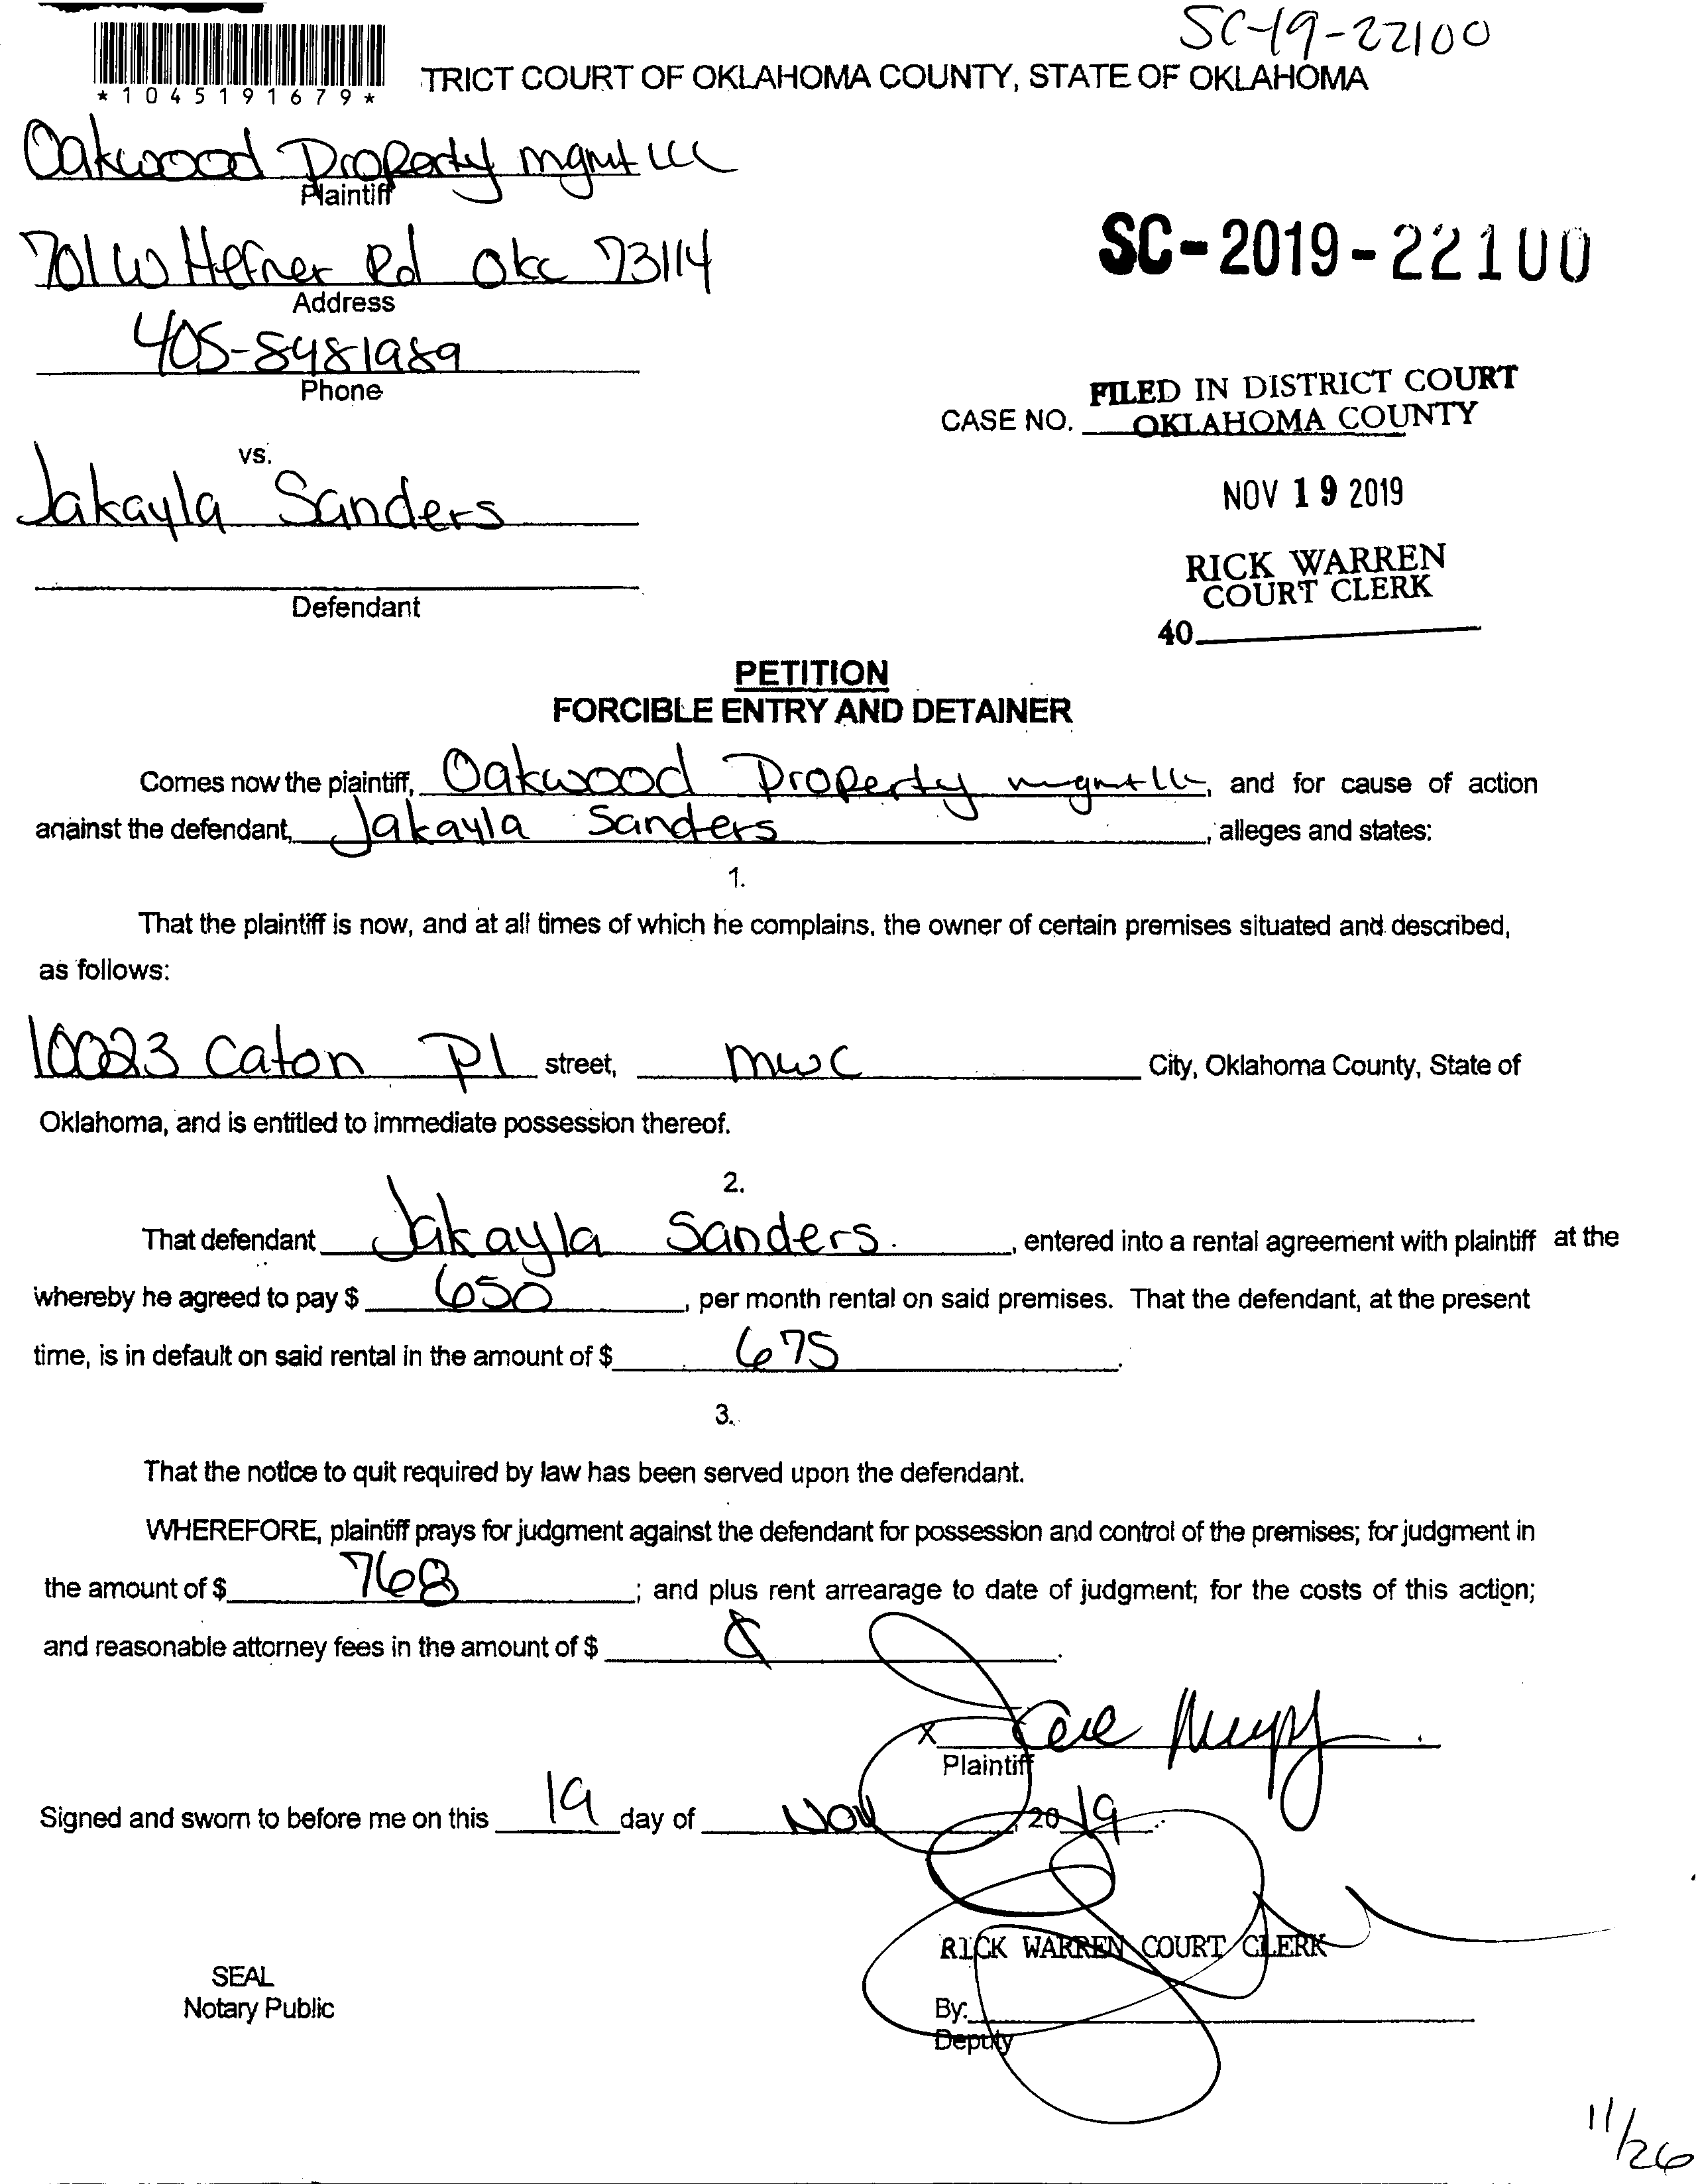 SC-19-22100
*1045191679*
TRICT COURT OF OKLAHOMA COUNTY, STATE OF OKLAHOMA
Oakwood Property mgmt LLC
Plaintiff
701 W Hefner Rd Okc 73114
Address
SC-2019-22100
405-8481989
Phone
FILED IN DISTRICT COURT
CASE NO. OKLAHOMA COUNTY
vs.
Jakayla Sanders
NOV 19 2019
RICK WARREN
COURT CLERK
Defendant
40
PETITION
FORCIBLE ENTRY AND DETAINER
Comes now the plaintiff, Oakwood Property mgmt llc, and for cause of action
against the defendant, Jakayla Sanders, alleges and states:
1.
That the plaintiff is now, and at all times of which he complains, the owner of certain premises situated and described,
as follows:
10023 Caton Pl street, mwc City, Oklahoma County, State of
Oklahoma, and is entitled to immediate possession thereof.
2.
That defendant Jakayla Sanders, entered into a rental agreement with plaintiff at the
whereby he agreed to pay $ 650, per month rental on said premises. That the defendant, at the present
time, is in default on said rental in the amount of $ 675.
3.
That the notice to quit required by law has been served upon the defendant.
WHEREFORE, plaintiff prays for judgment against the defendant for possession and control of the premises; for judgment in
the amount of $ 768; and plus rent arrearage to date of judgment; for the costs of this action;
and reasonable attorney fees in the amount of $
X
Plaintiff
Signed and sworn to before me on this 19 day of Nov, 2019
RICK WARREN COURT CLERK
SEAL
Notary Public
By:
Deputy
11/26